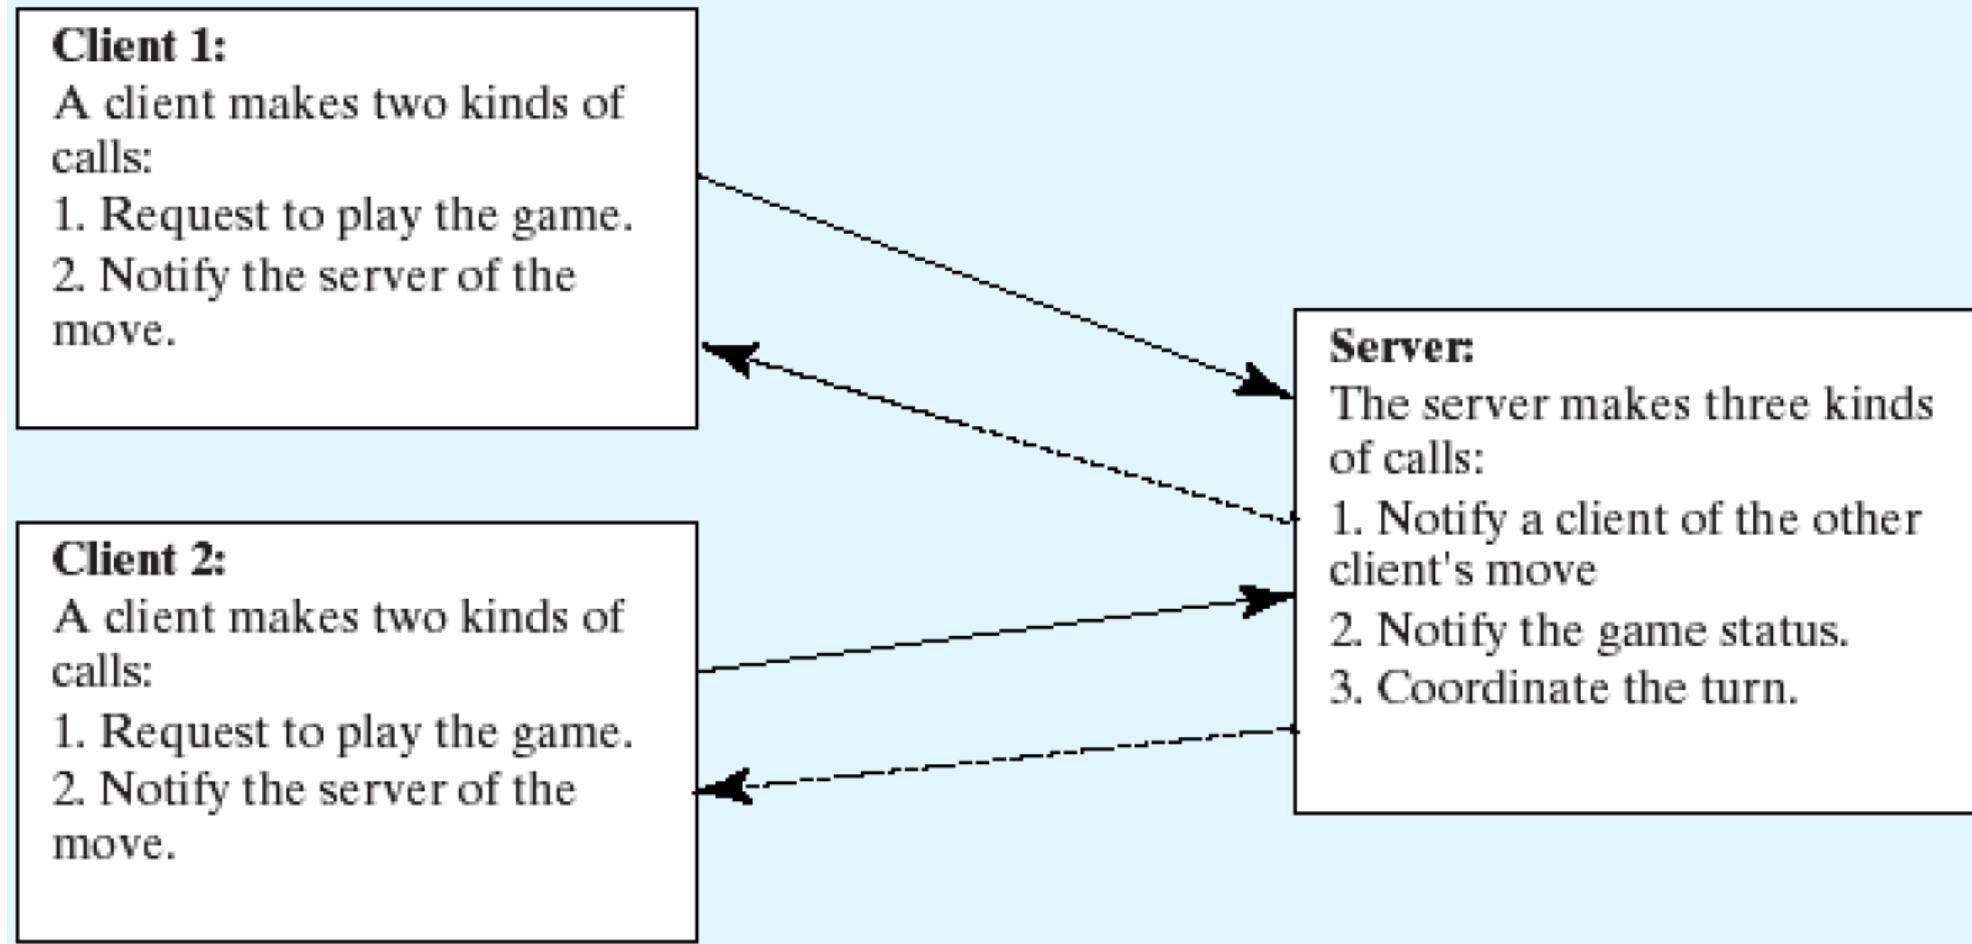 Client 1:
A client makes two kinds of
calls:
1. Request to play the game.
2. Notify the server of the
move.
Client 2:
A client makes two kinds of
calls:
1. Request to play the game.
2. Notify the server of the
move.
Server:
The server makes three kinds
of calls:
1. Notify a client of the other
client's move
2. Notify the game status.
3. Coordinate the turn.